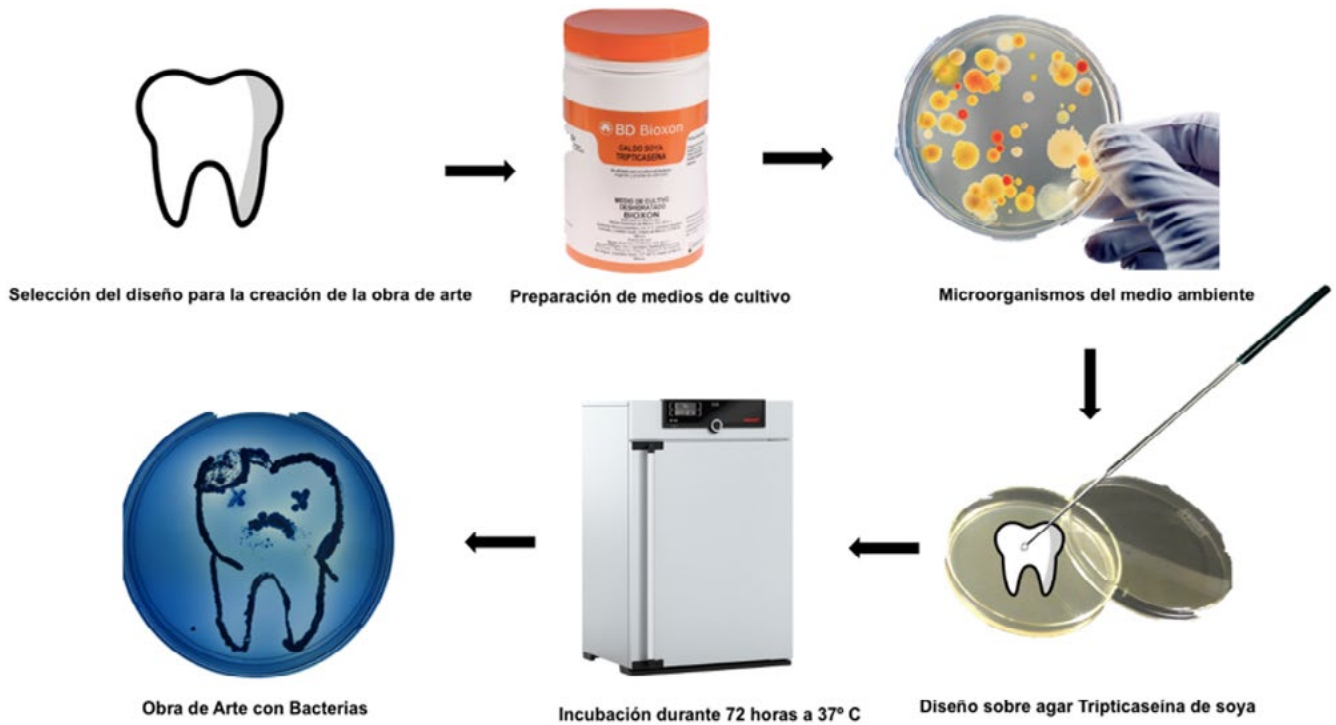 BD Bioxon
CALDO SOYA
TRIPTICASEÍNA
MEDIO DE CULTIVO
DESHIDRATADO
BIOXON
Selección del diseño para la creación de la obra de arte
Preparación de medios de cultivo
Microorganismos del medio ambiente
Obra de Arte con Bacterias
Incubación durante 72 horas a 37º C
Diseño sobre agar Tripticaseína de soya